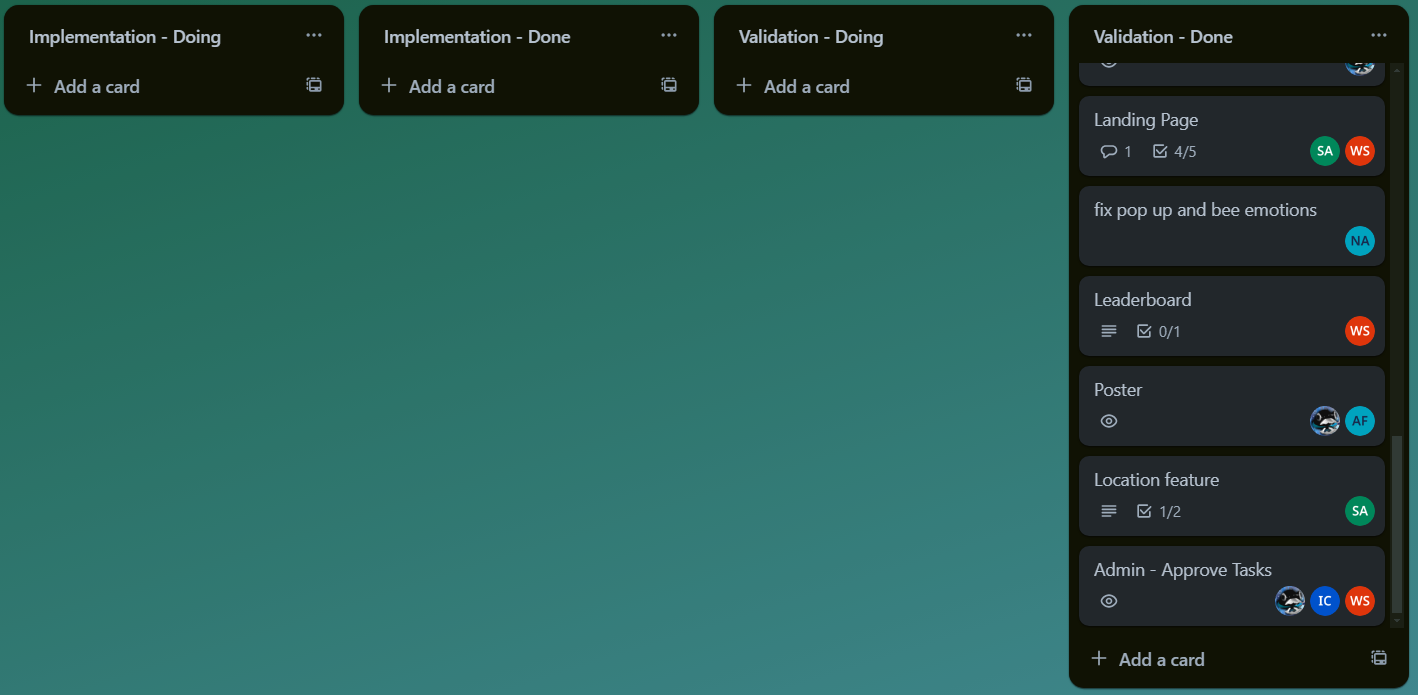 Implementation - Doing
Add a card
Implementation - Done
Add a card
Validation - Doing
Add a card
Validation - Done
Landing Page
1 4/5 SA WS
fix pop up and bee emotions
NA
Leaderboard
0/1 WS
Poster
AF
Location feature
1/2 SA
Admin - Approve Tasks
IC WS
Add a card